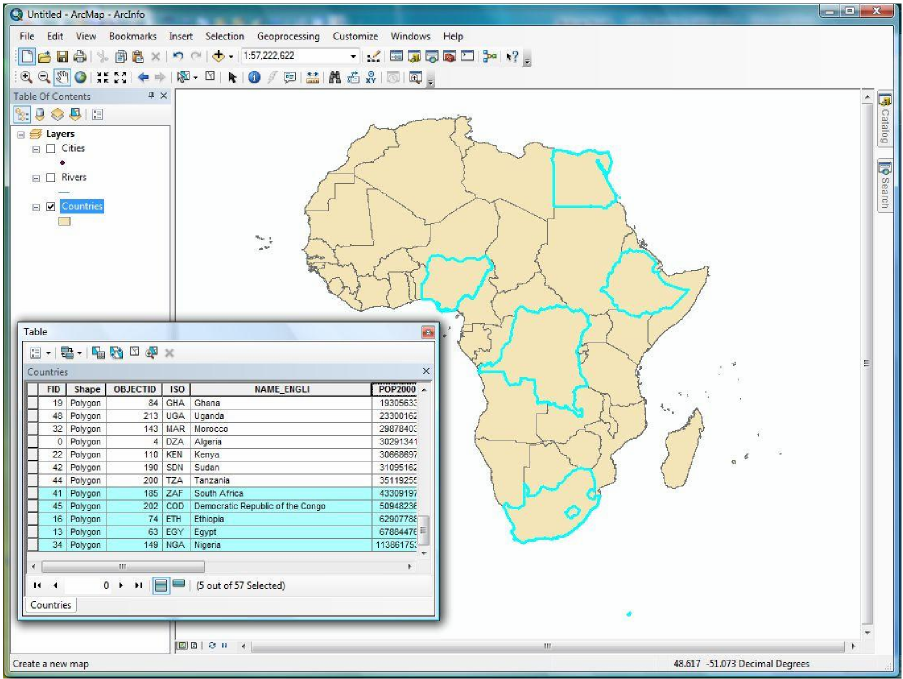 Untitled - ArcMap - ArcInfo
File Edit View Bookmarks Insert Selection Geoprocessing Customize Windows Help
1:57,222,622
Table Of Contents
Layers
Cities
Rivers
Countries
Catalog
Search
Table
Countries
FID Shape OBJECTID ISO NAME_ENGLI POP2000
19 Polygon 84 GHA Ghana 19305633
48 Polygon 213 UGA Uganda 23300162
32 Polygon 143 MAR Morocco 29878403
0 Polygon 4 DZA Algeria 30291341
22 Polygon 110 KEN Kenya 30668697
42 Polygon 190 SDN Sudan 31095162
44 Polygon 200 TZA Tanzania 35119255
41 Polygon 185 ZAF South Africa 43309197
45 Polygon 202 COD Democratic Republic of the Congo 50948236
16 Polygon 74 ETH Ethiopia 62907788
13 Polygon 63 EGY Egypt 67884476
34 Polygon 149 NGA Nigeria 113861753
0 (5 out of 57 Selected)
Countries
Create a new map 48.617 -51.073 Decimal Degrees